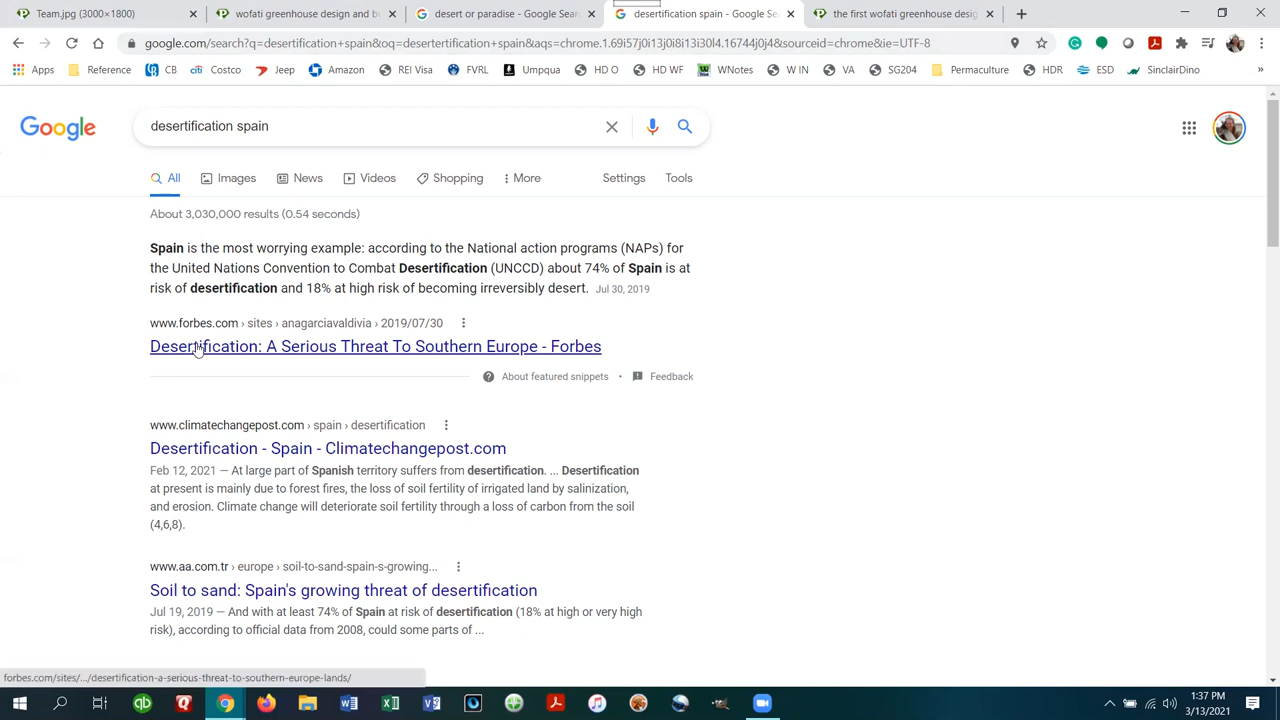 Team.jpg (3000×1800)
wofati greenhouse design and bu
desert or paradise - Google Sear
desertification spain - Google Sea
the first wofati greenhouse desig
google.com/search?q=desertification+spain&oq=desertertification+spain&aqs=chrome.1.69i57j0i13j0i8i13i30l4.16744j0j4&sourceid=chrome&ie=UTF-8
Apps Reference CB Costco Jeep Amazon REI Visa FVRL Umpqua HD O HD WF WNotes W IN VA SG204 Permaculture HDR ESD SinclairDino
Google
desertification spain
All Images News Videos Shopping More Settings Tools
About 3,030,000 results (0.54 seconds)
Spain is the most worrying example: according to the National action programs (NAPs) for
the United Nations Convention to Combat Desertification (UNCCD) about 74% of Spain is at
risk of desertification and 18% at high risk of becoming irreversibly desert. Jul 30, 2019
www.forbes.com › sites › anagarciavaldivia › 2019/07/30
Desertification: A Serious Threat To Southern Europe - Forbes
About featured snippets • Feedback
www.climatechangepost.com › spain › desertification
Desertification - Spain - Climatechangepost.com
Feb 12, 2021 — At large part of Spanish territory suffers from desertification. ... Desertification
at present is mainly due to forest fires, the loss of soil fertility of irrigated land by salinization,
and erosion. Climate change will deteriorate soil fertility through a loss of carbon from the soil
(4,6,8).
www.aa.com.tr › europe › soil-to-sand-spain-s-growing...
Soil to sand: Spain's growing threat of desertification
Jul 19, 2019 — And with at least 74% of Spain at risk of desertification (18% at high or very high
risk), according to official data from 2008, could some parts of ...
forbes.com/sites/.../desertification-a-serious-threat-to-southern-europe-lands/
1:37 PM
3/13/2021